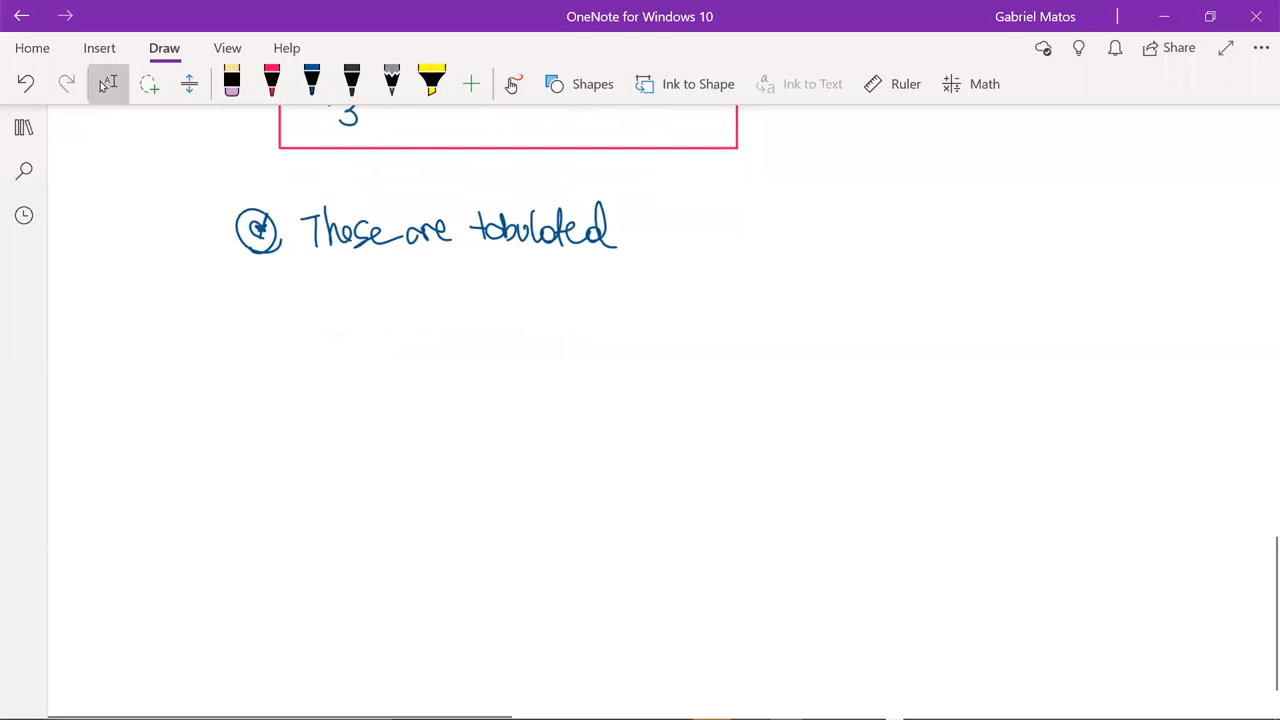 OneNote for Windows 10
Gabriel Matos
Home Insert Draw View Help
Share
Shapes Ink to Shape Ink to Text Ruler Math
3
These are tabulated